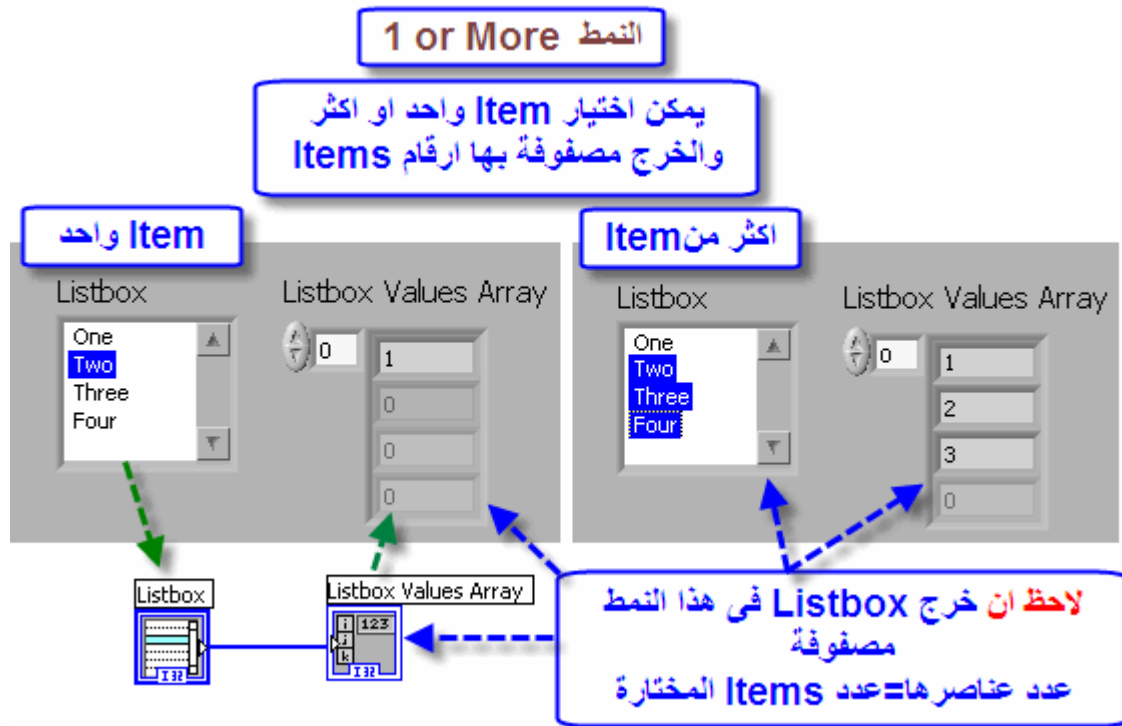 النمط 1 or More
يمكن اختيار Item واحد او اكثر
والخرج مصفوفة بها ارقام Items
Item واحد
اكثر منItem
Listbox
Listbox Values Array
One
Two
Three
Four
0
1
0
0
0
Listbox
Listbox Values Array
One
Two
Three
Four
0
1
2
3
0
Listbox
I32
Listbox Values Array
i
j
k
123
I32
لاحظ ان خرج Listbox فى هذا النمط
مصفوفة
عدد عناصرها=عدد Items المختارة